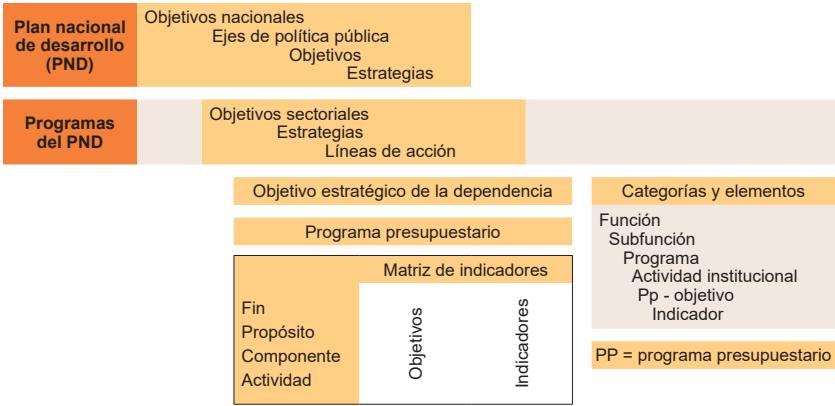 Plan nacional
de desarrollo
(PND)
Objetivos nacionales
Ejes de política pública
Objetivos
Estrategias
Programas
del PND
Objetivos sectoriales
Estrategias
Líneas de acción
Objetivo estratégico de la dependencia
Programa presupuestario
Matriz de indicadores
Fin
Propósito
Componente
Actividad
Objetivos
Indicadores
Categorías y elementos
Función
Subfunción
Programa
Actividad institucional
Pp - objetivo
Indicador
PP = programa presupuestario